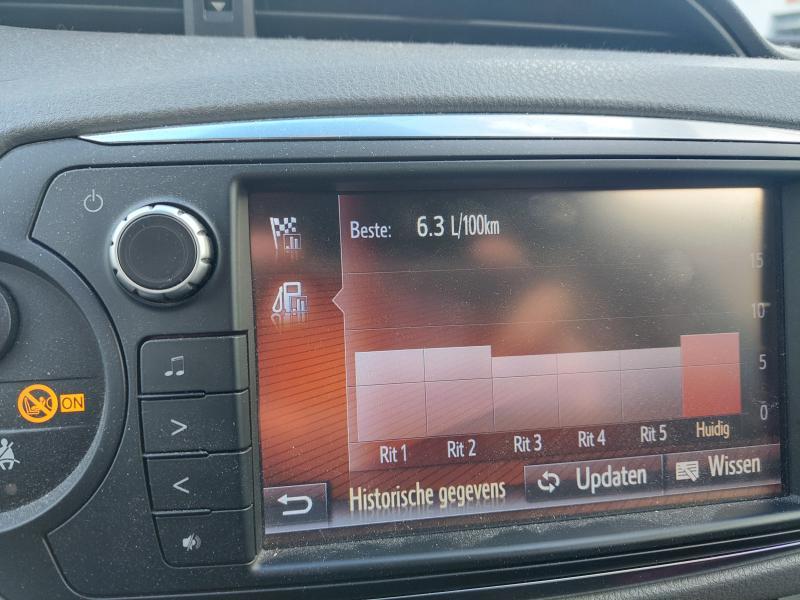 Beste: 6.3 L/100km
15
10
5
0
Rit 1 Rit 2 Rit 3 Rit 4 Rit 5 Huidig
Historische gegevens Updaten Wissen
ON